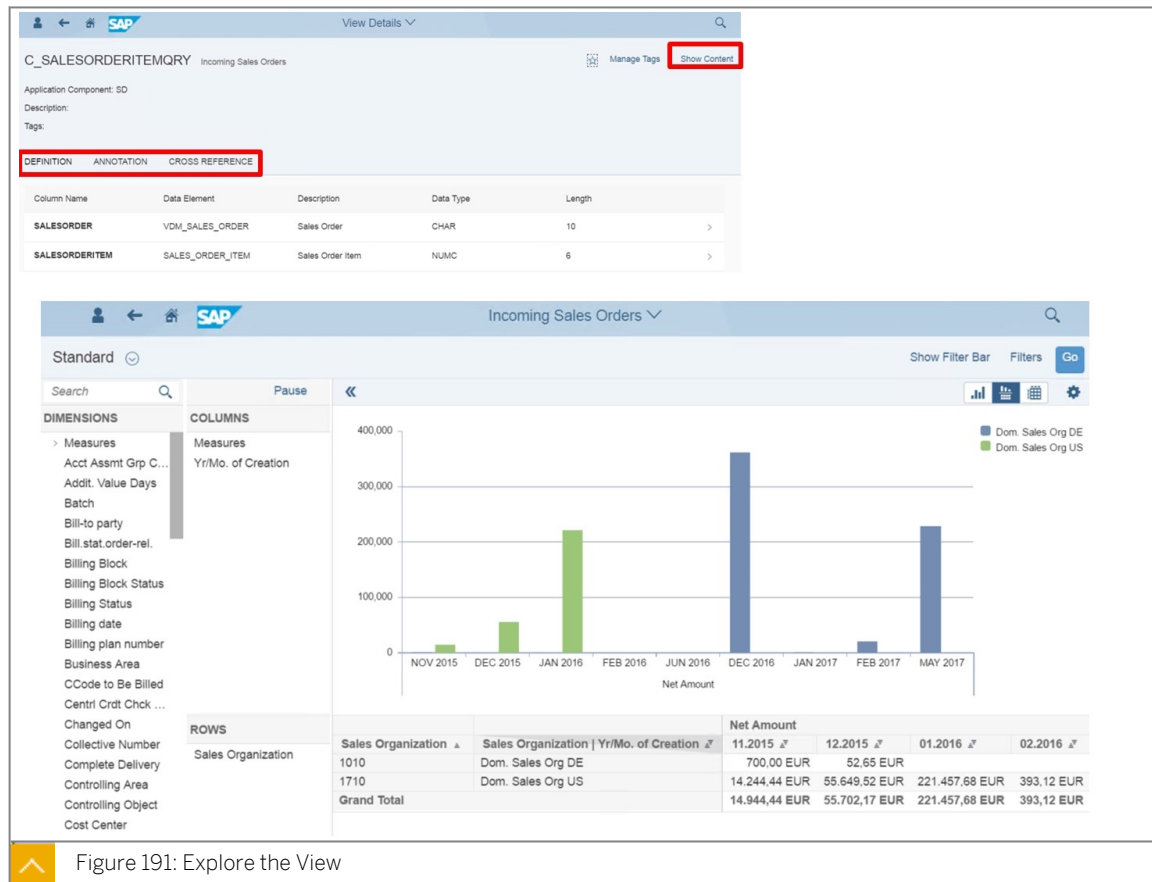 SAP View Details
C_SALESORDERITEMQRY Incoming Sales Orders Manage Tags Show Content
Application Component: SD
Description:
Tags:
DEFINITION ANNOTATION CROSS REFERENCE
Column Name Data Element Description Data Type Length
SALESORDER VDM_SALES_ORDER Sales Order CHAR 10
SALESORDERITEM SALES_ORDER_ITEM Sales Order Item NUMC 6
SAP Incoming Sales Orders
Standard Show Filter Bar Filters Go
Search Pause
DIMENSIONS
Measures
Acct Assmt Grp C...
Addit. Value Days
Batch
Bill-to party
Bill.stat.order-rel.
Billing Block
Billing Block Status
Billing Status
Billing date
Billing plan number
Business Area
CCode to Be Billed
Centrl Crdt Chck ...
Changed On
Collective Number
Complete Delivery
Controlling Area
Controlling Object
Cost Center
COLUMNS
Measures
Yr/Mo. of Creation
ROWS
Sales Organization
400,000
300,000
200,000
100,000
0
NOV 2015 DEC 2015 JAN 2016 FEB 2016 JUN 2016 DEC 2016 JAN 2017 FEB 2017 MAY 2017
Net Amount
Dom. Sales Org DE
Dom. Sales Org US
Net Amount
Sales Organization Sales Organization | Yr/Mo. of Creation 11.2015 12.2015 01.2016 02.2016
1010 Dom. Sales Org DE 700,00 EUR 52,65 EUR
1710 Dom. Sales Org US 14.244,44 EUR 55.649,52 EUR 221.457,68 EUR 393,12 EUR
Grand Total 14.944,44 EUR 55.702,17 EUR 221.457,68 EUR 393,12 EUR
Figure 191: Explore the View